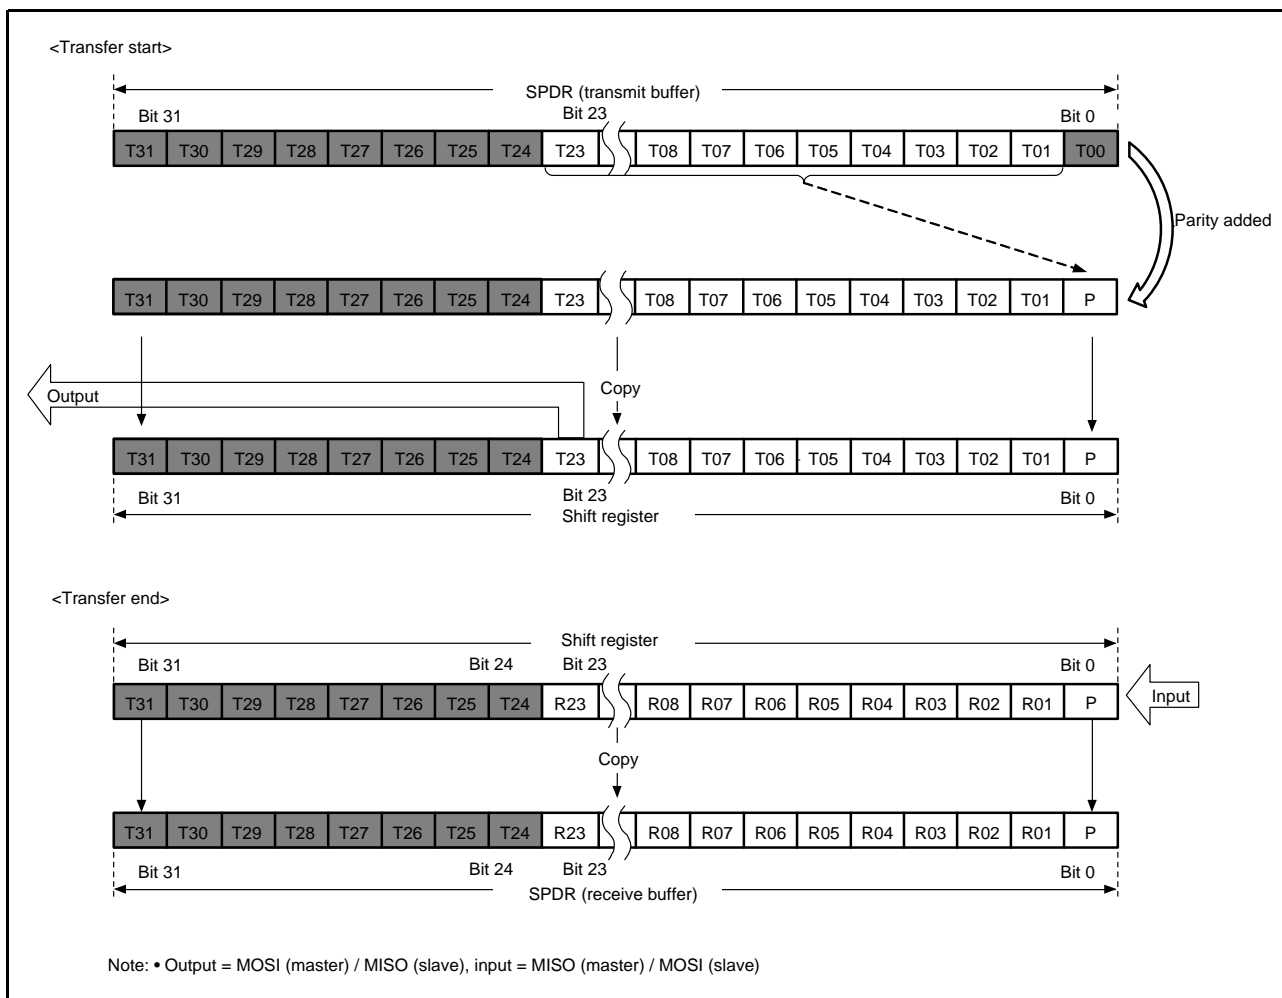 <Transfer start>
SPDR (transmit buffer)
Bit 31 Bit 23 Bit 0
T31 T30 T29 T28 T27 T26 T25 T24 T23 T08 T07 T06 T05 T04 T03 T02 T01 T00
Parity added
T31 T30 T29 T28 T27 T26 T25 T24 T23 T08 T07 T06 T05 T04 T03 T02 T01 P
Output Copy
T31 T30 T29 T28 T27 T26 T25 T24 T23 T08 T07 T06 T05 T04 T03 T02 T01 P
Bit 31 Bit 23 Bit 0
Shift register
<Transfer end>
Shift register
Bit 31 Bit 24 Bit 23 Bit 0
T31 T30 T29 T28 T27 T26 T25 T24 R23 R08 R07 R06 R05 R04 R03 R02 R01 P Input
Copy
T31 T30 T29 T28 T27 T26 T25 T24 R23 R08 R07 R06 R05 R04 R03 R02 R01 P
Bit 31 Bit 24 Bit 23 Bit 0
SPDR (receive buffer)
Note: • Output = MOSI (master) / MISO (slave), input = MISO (master) / MOSI (slave)